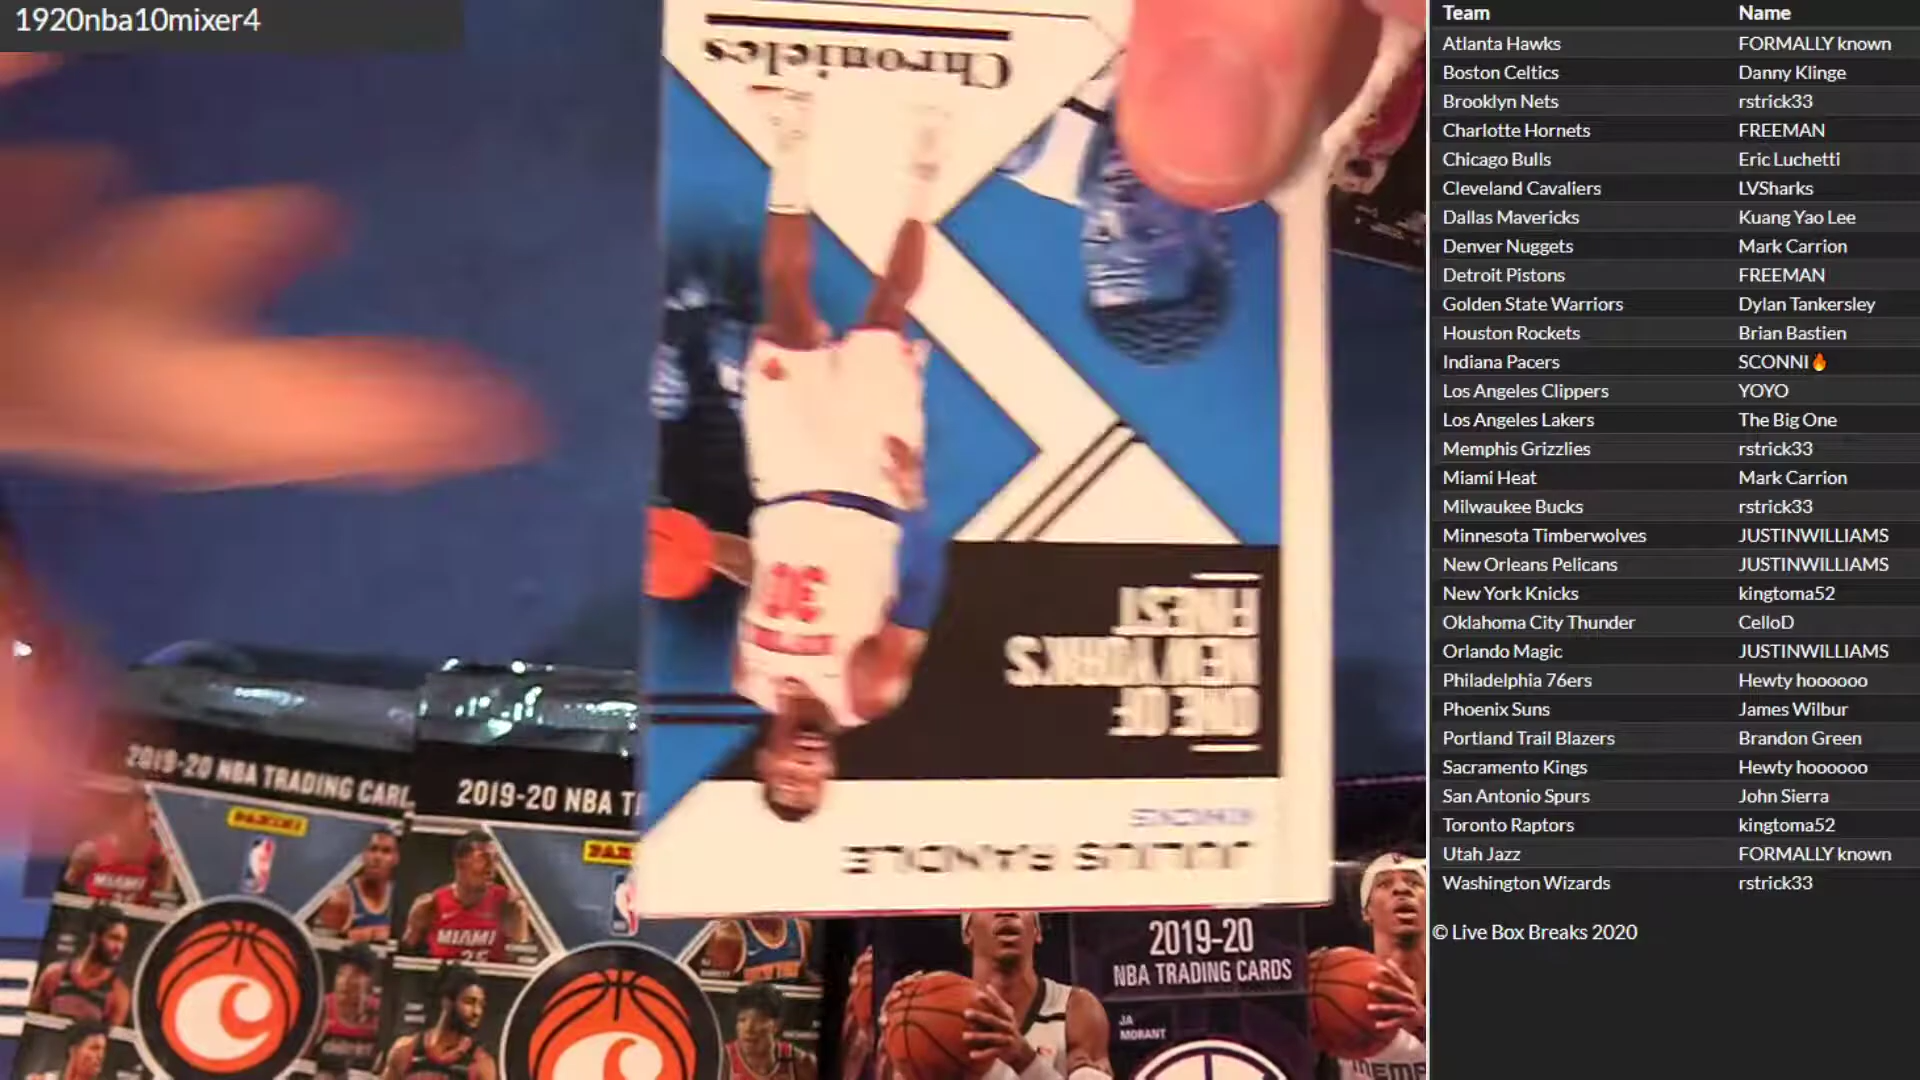 1920nba10mixer4
Chronicles
30
ONE OF
NEW YORK'S
FINEST
KNICKS
JULIUS RANDLE
2019-20 NBA TRADING CARD
PANINI
MIAMI
2019-20 NBA T
PAN
MIAMI
2019-20
NBA TRADING CARDS
JA
MORANT
Team Name
Atlanta Hawks FORMALLY known
Boston Celtics Danny Klinge
Brooklyn Nets rstrick33
Charlotte Hornets FREEMAN
Chicago Bulls Eric Luchetti
Cleveland Cavaliers LVSharks
Dallas Mavericks Kuang Yao Lee
Denver Nuggets Mark Carrion
Detroit Pistons FREEMAN
Golden State Warriors Dylan Tankersley
Houston Rockets Brian Bastien
Indiana Pacers SCONNI🔥
Los Angeles Clippers YOYO
Los Angeles Lakers The Big One
Memphis Grizzlies rstrick33
Miami Heat Mark Carrion
Milwaukee Bucks rstrick33
Minnesota Timberwolves JUSTINWILLIAMS
New Orleans Pelicans JUSTINWILLIAMS
New York Knicks kingtoma52
Oklahoma City Thunder CelloD
Orlando Magic JUSTINWILLIAMS
Philadelphia 76ers Hewty hoooooo
Phoenix Suns James Wilbur
Portland Trail Blazers Brandon Green
Sacramento Kings Hewty hoooooo
San Antonio Spurs John Sierra
Toronto Raptors kingtoma52
Utah Jazz FORMALLY known
Washington Wizards rstrick33
© Live Box Breaks 2020